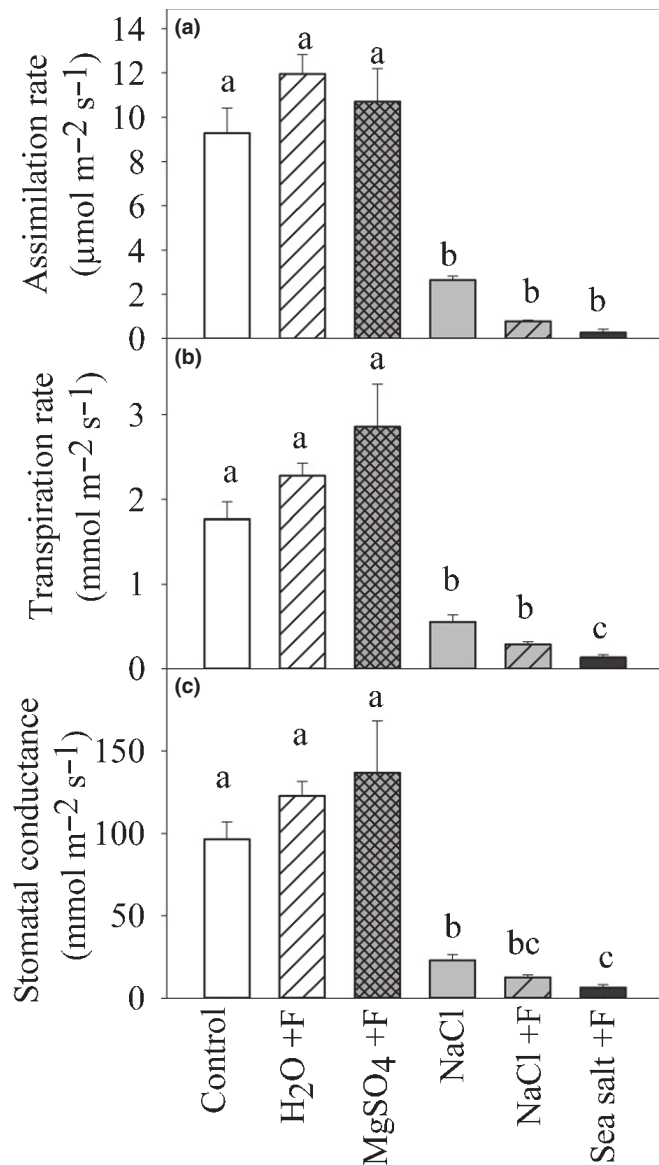 (a)
Assimilation rate
(µmol m−2 s−1)
14
12
10
8
6
4
2
0
a
a
a
b
b
b
(b)
Transpiration rate
(mmol m−2 s−1)
3
2
1
0
a
a
a
b
b
c
(c)
Stomatal conductance
(mmol m−2 s−1)
150
100
50
0
a
a
a
b
bc
c
Control
H2O +F
MgSO4 +F
NaCl
NaCl +F
Sea salt +F